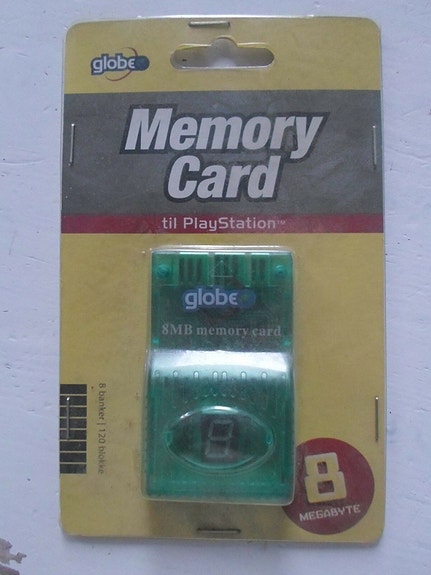 globe
Memory
Card
til PlayStation™
globe
8MB memory card
8 banker | 120 blokke
8
MEGABYTE